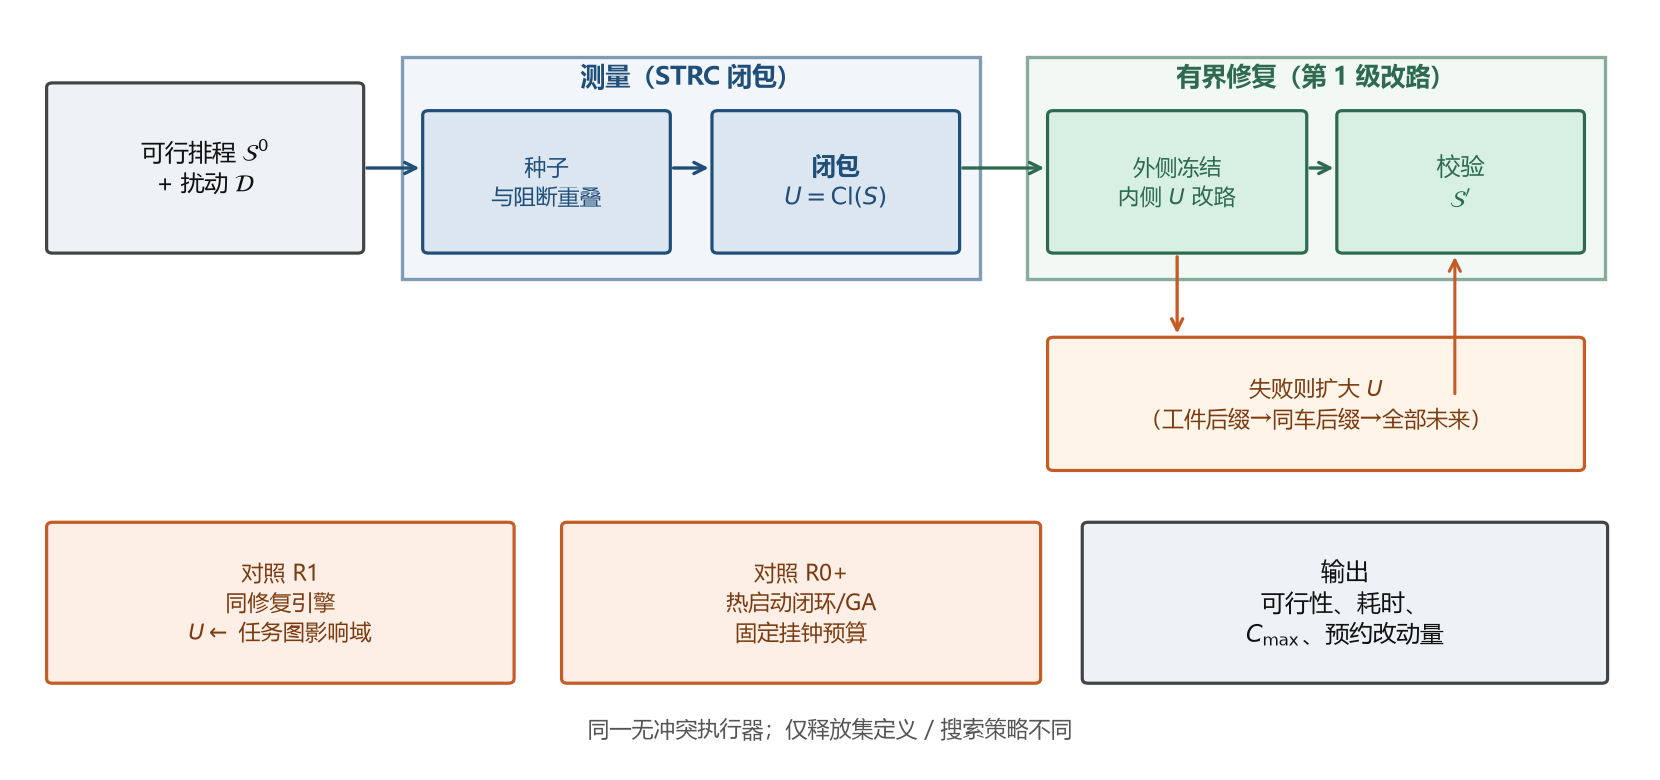 测量（STRC 闭包）
有界修复（第 1 级改路）
可行排程 𝒮⁰
+ 扰动 𝒟
种子
与阻断重叠
闭包
U = Cl(S)
外侧冻结
内侧 U 改路
校验
𝒮′
失败则扩大 U
（工件后缀→同车后缀→全部未来）
对照 R1
同修复引擎
U ← 任务图影响域
对照 R0+
热启动闭环/GA
固定挂钟预算
输出
可行性、耗时、
Cmax、预约改动量
同一无冲突执行器；仅释放集定义 / 搜索策略不同